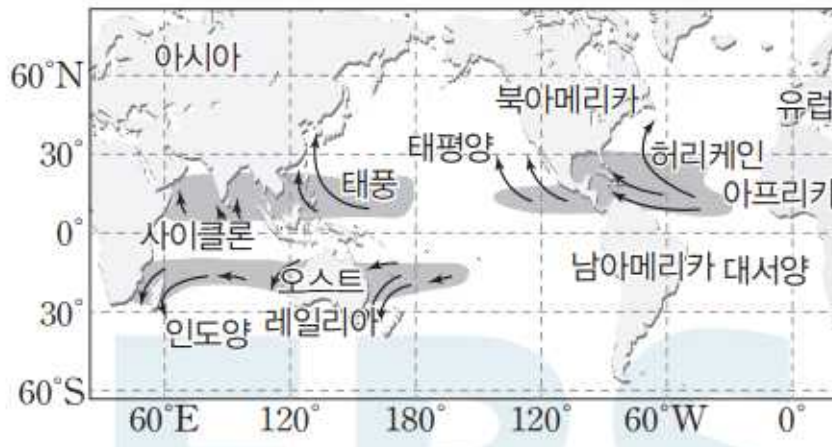 아시아
60°N
북아메리카
유럽
30°
태평양
허리케인
태풍
아프리카
사이클론
0°
오스트
레일리아
남아메리카
대서양
인도양
30°
60°S
60°E
120°
180°
120°
60°W
0°